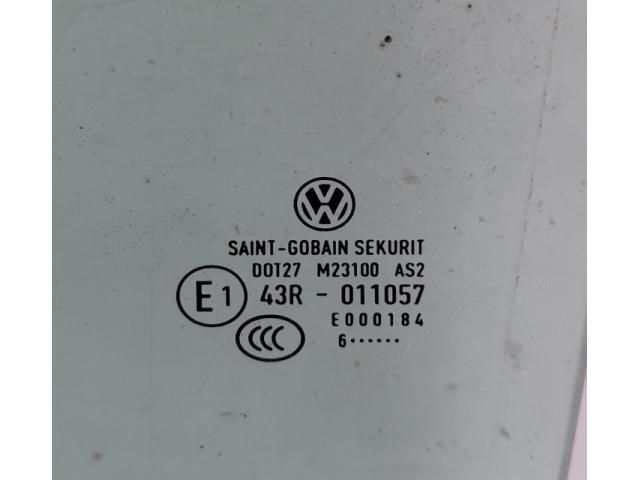 SAINT-GOBAIN SEKURIT
DOT27 M23100 AS2
E1 43R - 011057
E000184
CCC 6······